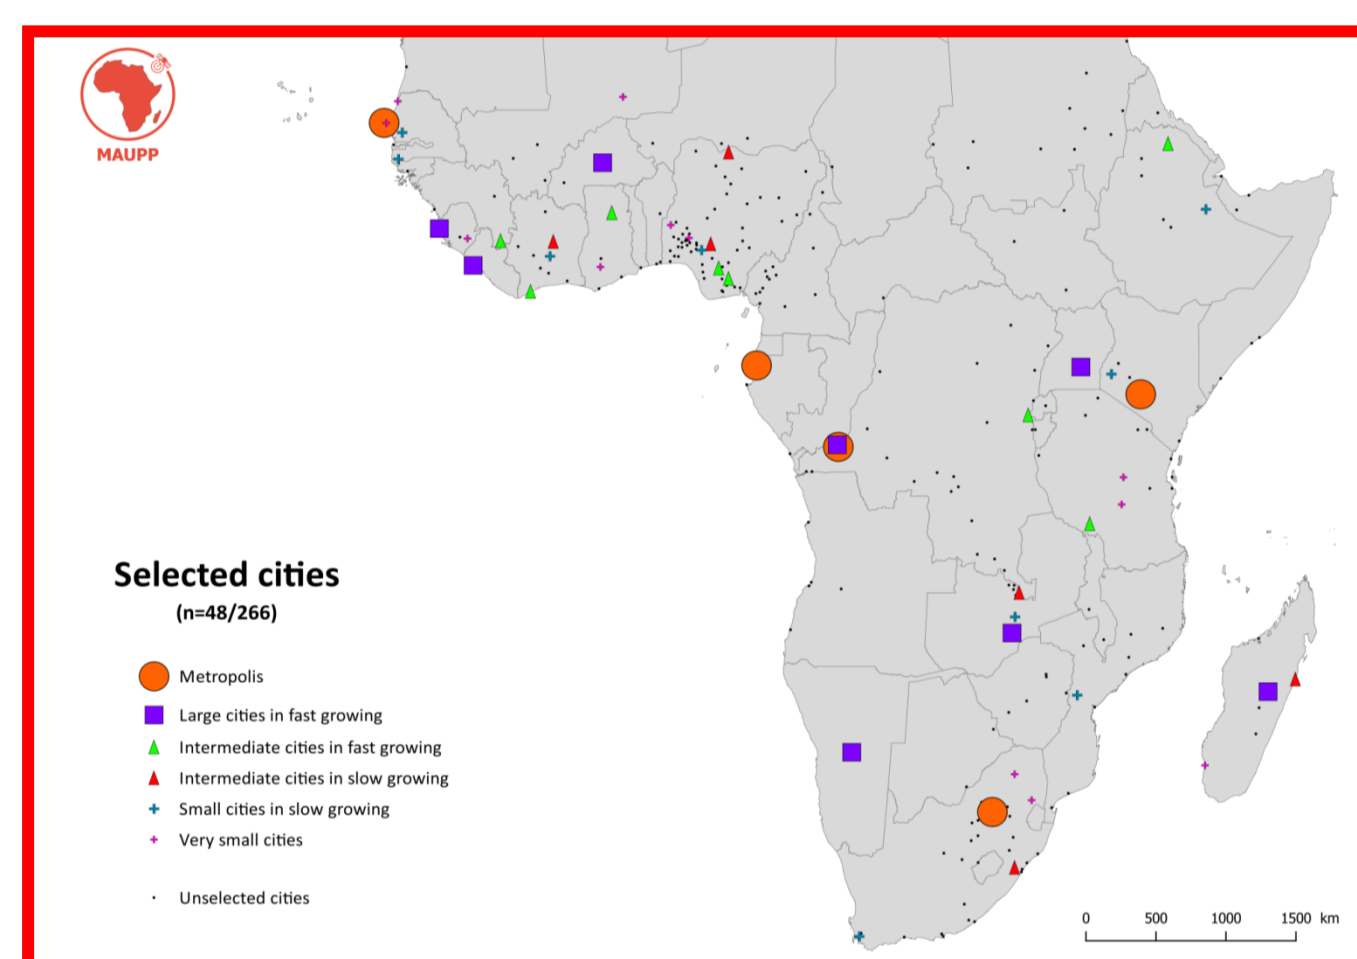 MAUPP
Selected cities
(n=48/266)
Metropolis
Large cities in fast growing
Intermediate cities in fast growing
Intermediate cities in slow growing
Small cities in slow growing
Very small cities
Unselected cities
0 500 1000 1500 km